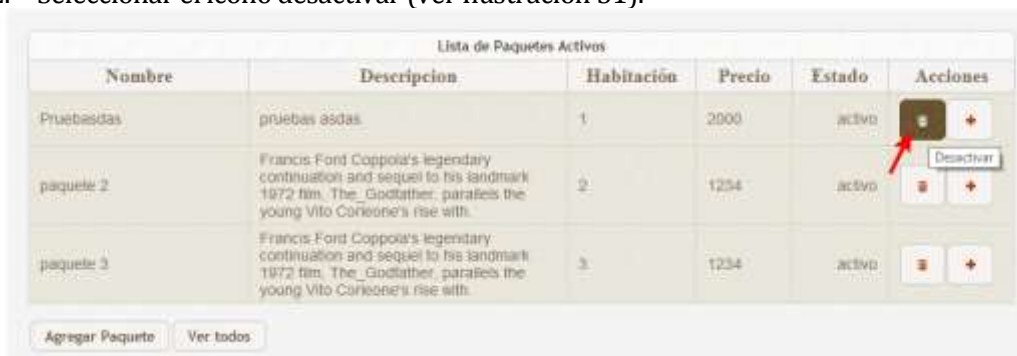 Seleccionar el icono desactivar (ver ilustración 31).
Lista de Paquetes Activos
Nombre Descripcion Habitación Precio Estado Acciones
Pruebasdas pruebas asdas 1 2000 activo
Desactivar
paquete 2 Francis Ford Coppola's legendary
continuation and sequel to his landmark
1972 film, The_Godfather, parallels the
young Vito Corleone's rise with. 2 1234 activo
paquete 3 Francis Ford Coppola's legendary
continuation and sequel to his landmark
1972 film, The_Godfather, parallels the
young Vito Corleone's rise with. 3 1234 activo
Agregar Paquete Ver todos